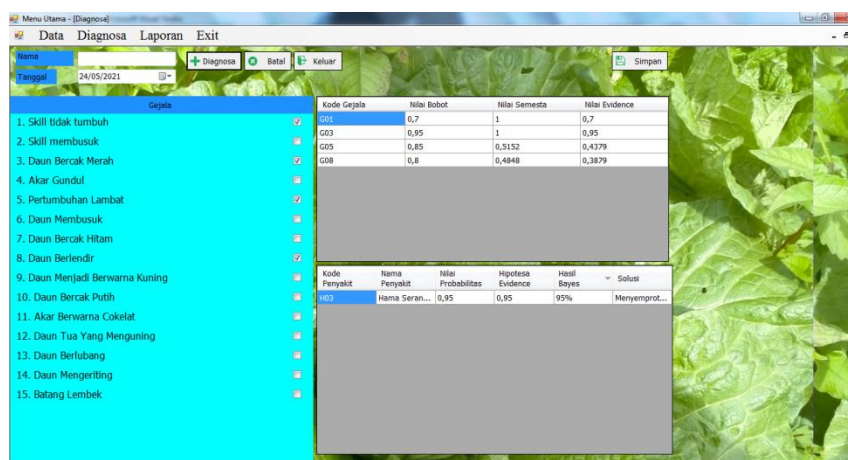 Menu Utama - [Diagnosa]
Data Diagnosa Laporan Exit
Nama
Diagnosa Batal Keluar Simpan
Tanggal 24/05/2021
Gejala
1. Skill tidak tumbuh
2. Skill membusuk
3. Daun Bercak Merah
4. Akar Gundul
5. Pertumbuhan Lambat
6. Daun Membusuk
7. Daun Bercak Hitam
8. Daun Berlendir
9. Daun Menjadi Berwarna Kuning
10. Daun Bercak Putih
11. Akar Berwarna Cokelat
12. Daun Tua Yang Menguning
13. Daun Berlubang
14. Daun Mengeriting
15. Batang Lembek
Kode Gejala Nilai Bobot Nilai Semesta Nilai Evidence
G01 0,7 1 0,7
G03 0,95 1 0,95
G05 0,85 0,5152 0,4379
G08 0,8 0,4848 0,3879
Kode Penyakit Nama Penyakit Nilai Probabilitas Hipotesa Evidence Hasil Bayes Solusi
H03 Hama Seran... 0,95 0,95 95% Menyemprot...